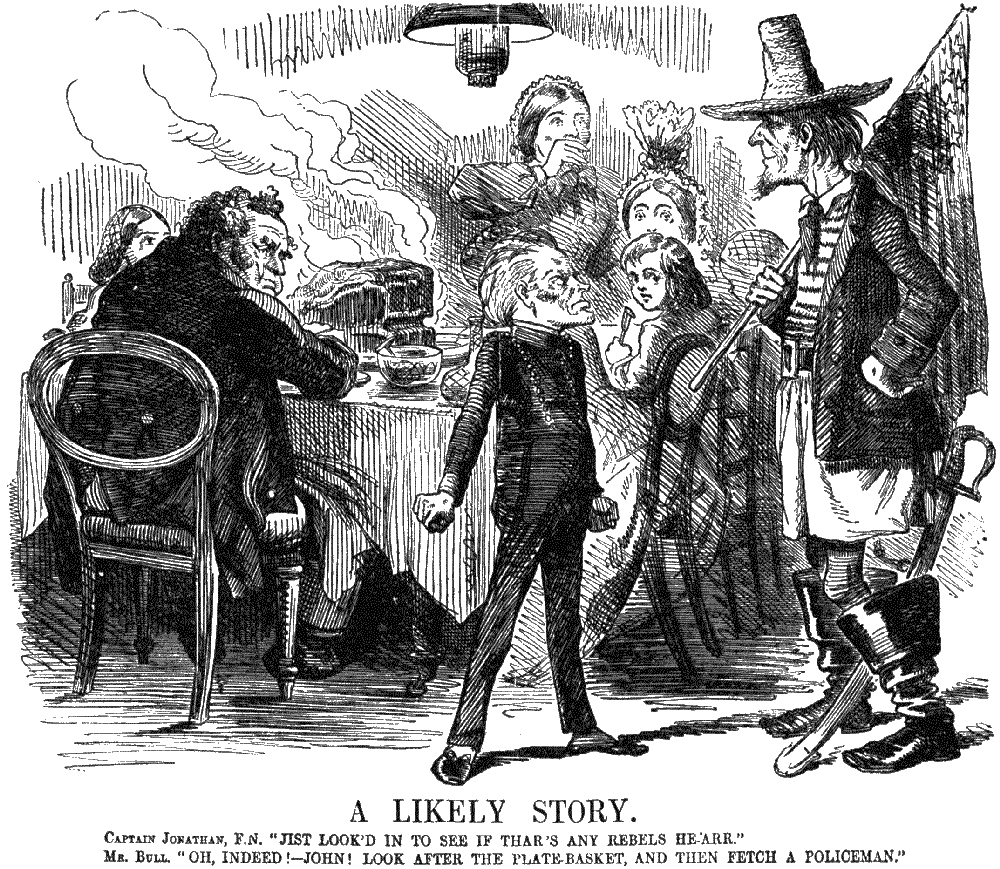 A LIKELY STORY.
CAPTAIN JONATHAN, F.N. "JIST LOOK'D IN TO SEE IF THAR'S ANY REBELS HE-ARR."
MR. BULL. "OH, INDEED!—JOHN! LOOK AFTER THE PLATE-BASKET, AND THEN FETCH A POLICEMAN."